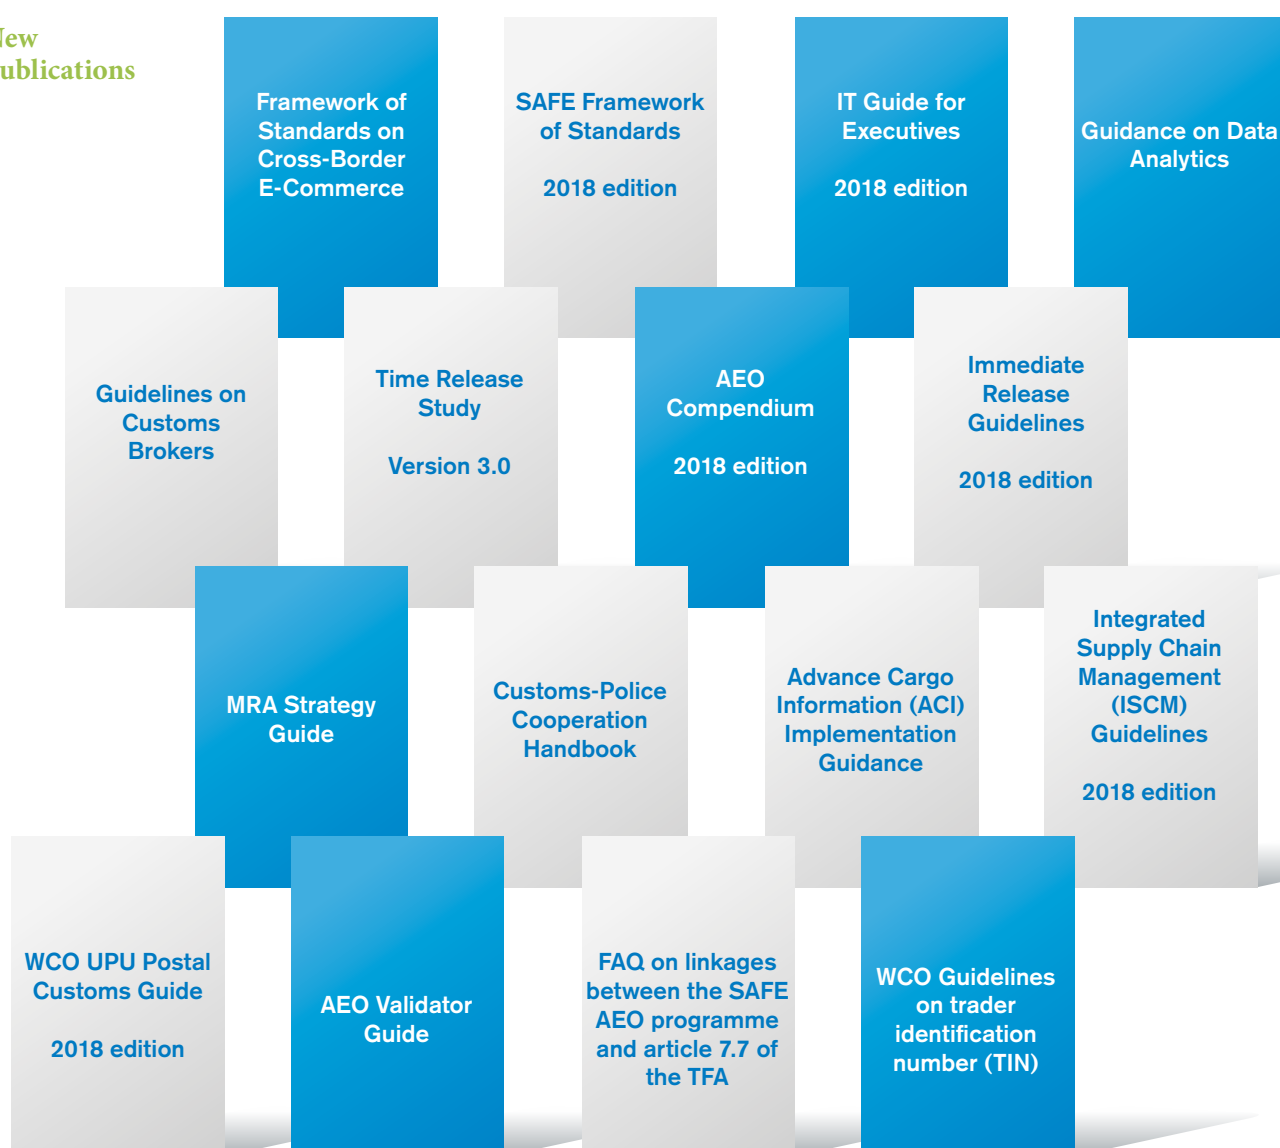 New
Publications
Framework of
Standards on
Cross-Border
E-Commerce
SAFE Framework
of Standards
2018 edition
IT Guide for
Executives
2018 edition
Guidance on Data
Analytics
Guidelines on
Customs
Brokers
Time Release
Study
Version 3.0
AEO
Compendium
2018 edition
Immediate
Release
Guidelines
2018 edition
MRA Strategy
Guide
Customs-Police
Cooperation
Handbook
Advance Cargo
Information (ACI)
Implementation
Guidance
Integrated
Supply Chain
Management
(ISCM)
Guidelines
2018 edition
WCO UPU Postal
Customs Guide
2018 edition
AEO Validator
Guide
FAQ on linkages
between the SAFE
AEO programme
and article 7.7 of
the TFA
WCO Guidelines
on trader
identification
number (TIN)